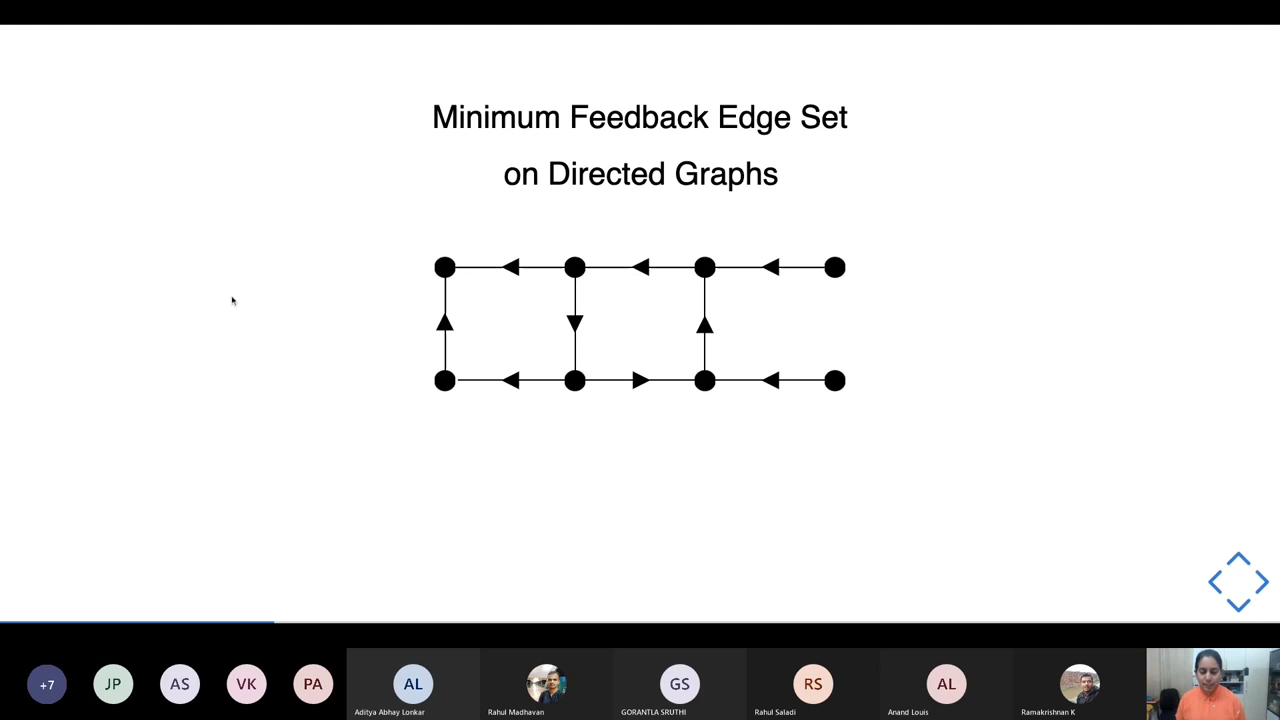 Minimum Feedback Edge Set
on Directed Graphs
+7
JP
AS
VK
PA
AL
GS
RS
AL
Aditya Abhay Lonkar
Rahul Madhavan
GORANTLA SRUTHI
Rahul Saladi
Anand Louis
Ramakrishnan K